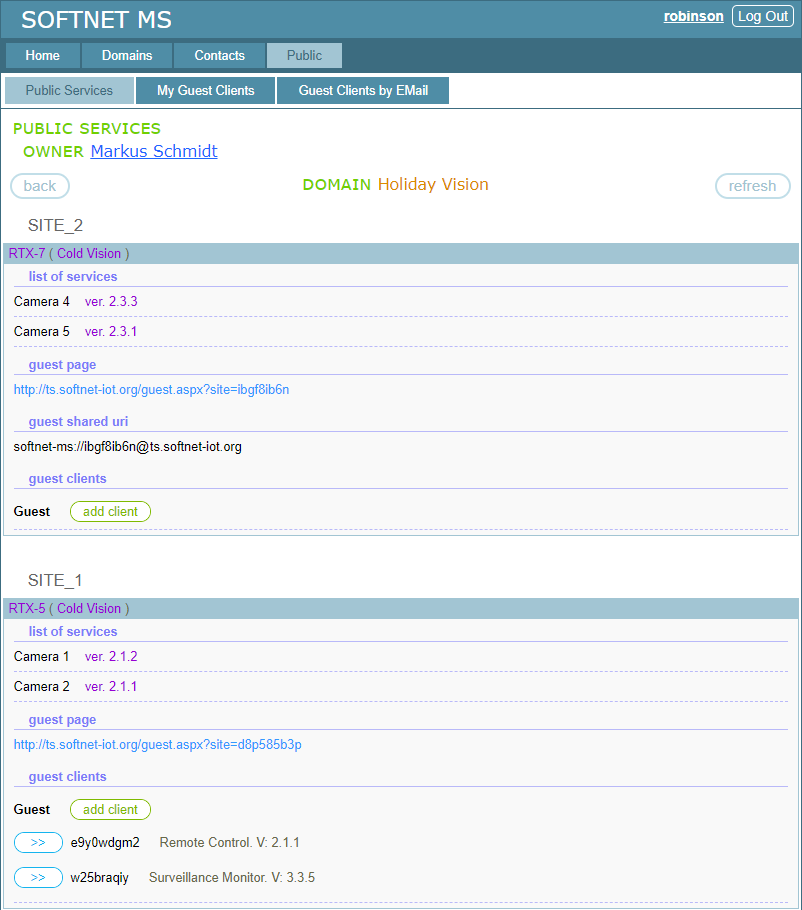 SOFTNET MS
robinson Log Out
Home Domains Contacts Public
Public Services My Guest Clients Guest Clients by EMail
PUBLIC SERVICES
OWNER Markus Schmidt
back DOMAIN Holiday Vision refresh
SITE_2
RTX-7 ( Cold Vision )
list of services
Camera 4 ver. 2.3.3
Camera 5 ver. 2.3.1
guest page
http://ts.softnet-iot.org/guest.aspx?site=ibgf8ib6n
guest shared uri
softnet-ms://ibgf8ib6n@ts.softnet-iot.org
guest clients
Guest add client
SITE_1
RTX-5 ( Cold Vision )
list of services
Camera 1 ver. 2.1.2
Camera 2 ver. 2.1.1
guest page
http://ts.softnet-iot.org/guest.aspx?site=d8p585b3p
guest clients
Guest add client
>> e9y0wdgm2 Remote Control. V: 2.1.1
>> w25braqiy Surveillance Monitor. V: 3.3.5